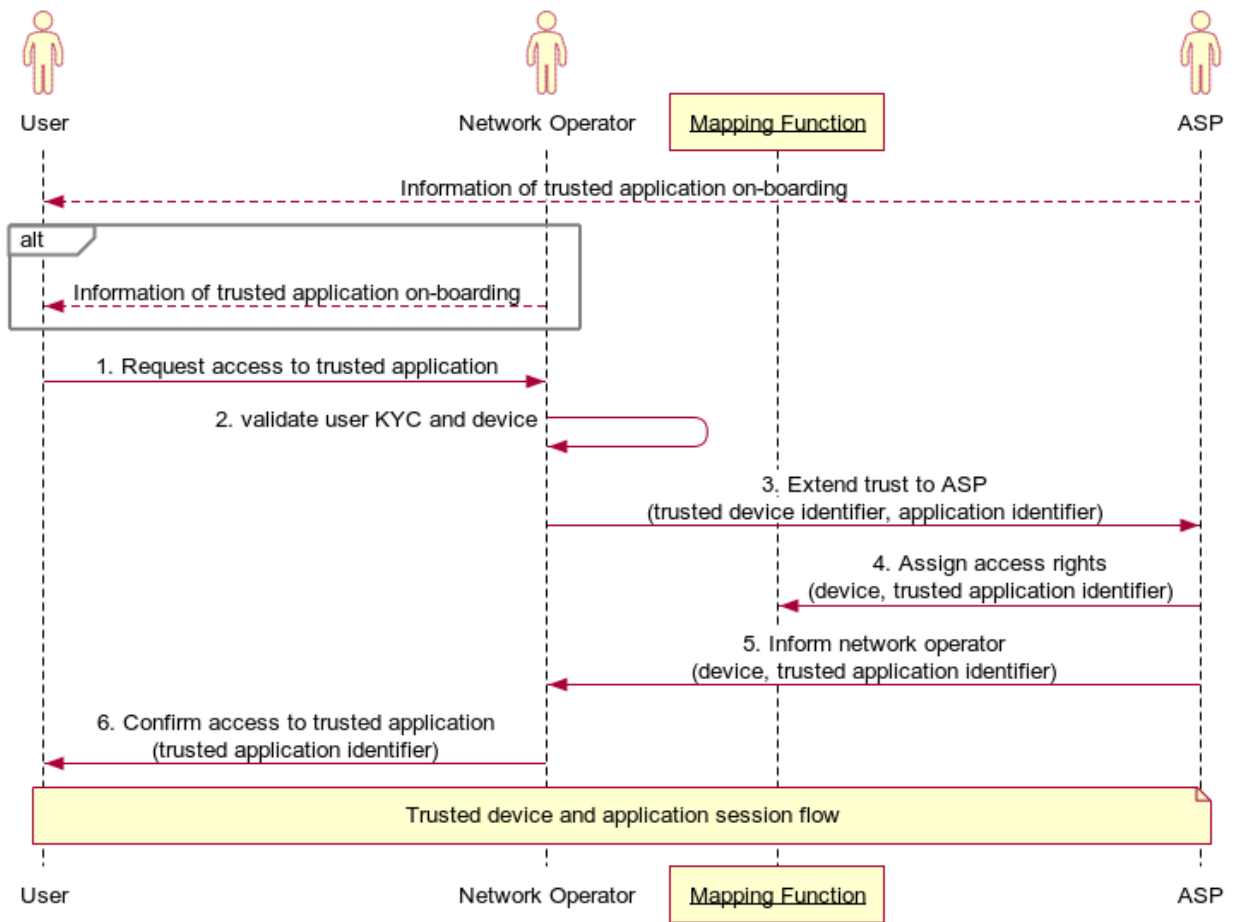 User
Network Operator
Mapping Function
ASP
Information of trusted application on-boarding
alt
Information of trusted application on-boarding
1. Request access to trusted application
2. validate user KYC and device
3. Extend trust to ASP
(trusted device identifier, application identifier)
4. Assign access rights
(device, trusted application identifier)
5. Inform network operator
(device, trusted application identifier)
6. Confirm access to trusted application
(trusted application identifier)
Trusted device and application session flow
User
Network Operator
Mapping Function
ASP